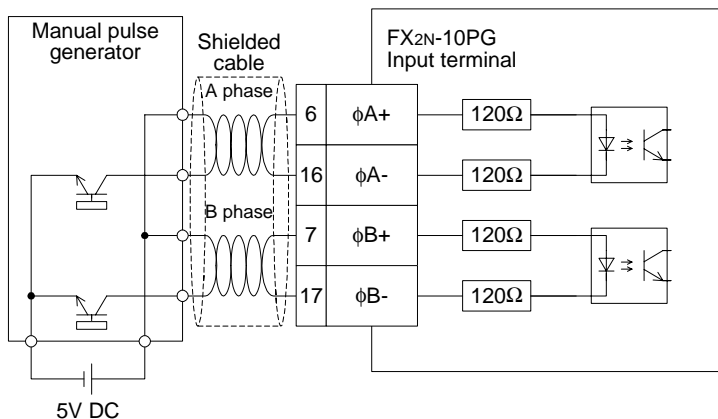 Manual pulse
generator
Shielded
cable
FX2N-10PG
Input terminal
A phase
6 φA+ 120Ω
16 φA- 120Ω
B phase
7 φB+ 120Ω
17 φB- 120Ω
5V DC